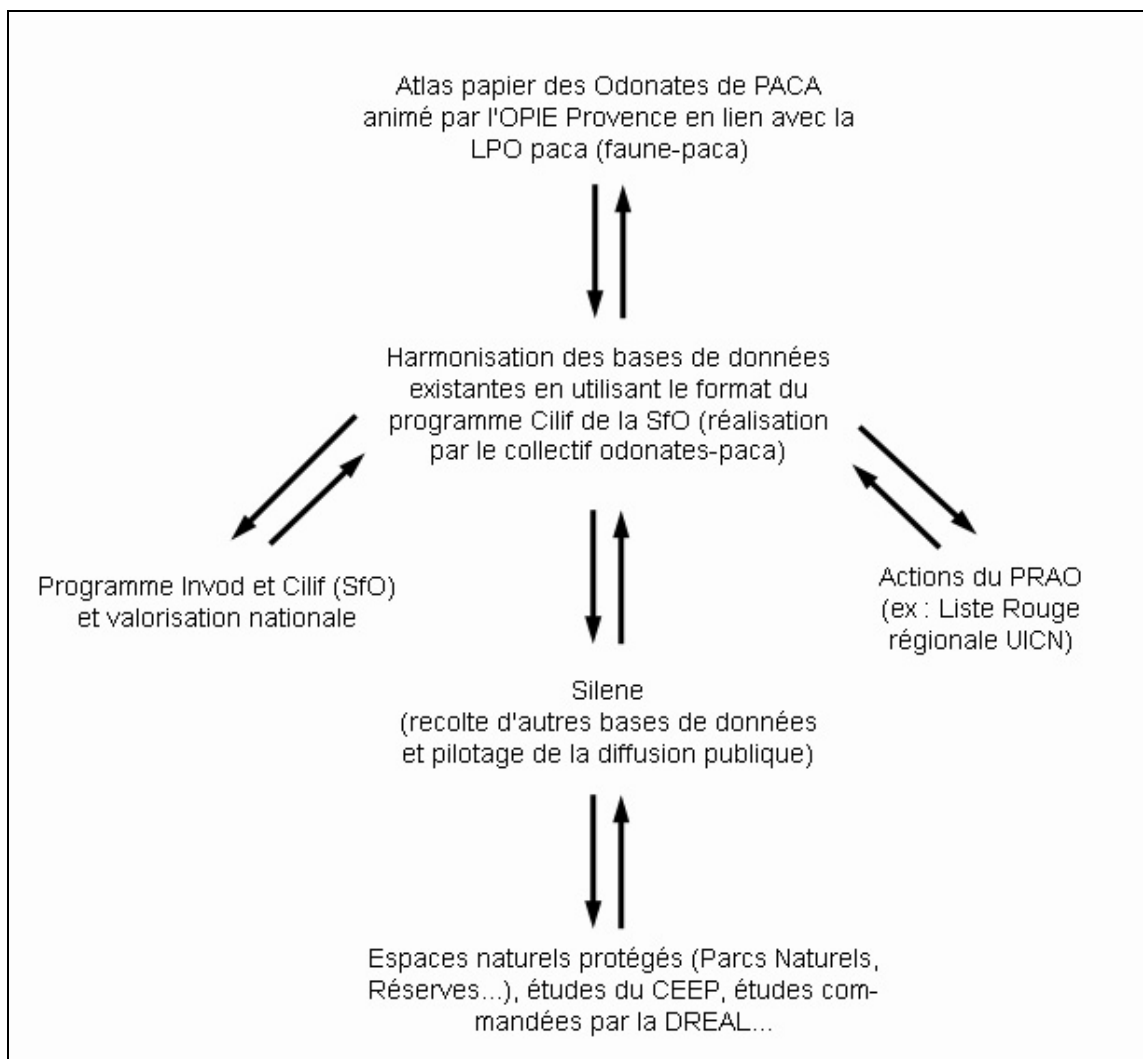 Atlas papier des Odonates de PACA
animé par l'OPIE Provence en lien avec la
LPO paca (faune-paca)
Harmonisation des bases de données
existantes en utilisant le format du
programme Cilif de la SfO (réalisation
par le collectif odonates-paca)
Programme Invod et Cilif (SfO)
et valorisation nationale
Actions du PRAO
(ex : Liste Rouge
régionale UICN)
Silene
(recolte d'autres bases de données
et pilotage de la diffusion publique)
Espaces naturels protégés (Parcs Naturels,
Réserves...), études du CEEP, études com-
mandées par la DREAL...